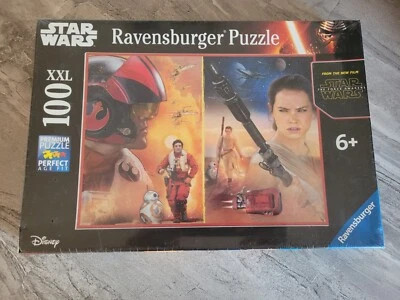 STAR
WARS
Ravensburger Puzzle
XXL
100
PREMIUM
PUZZLE
PERFECT
AGE FIT
FROM THE NEW FILM
STAR
THE FORCE AWAKENS
WARS
6+
Ravensburger
Disney